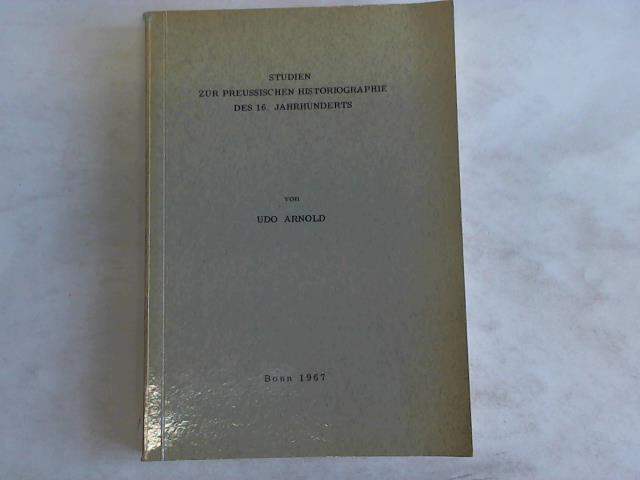 STUDIEN
ZUR PREUSSISCHEN HISTORIOGRAPHIE
DES 16. JAHRHUNDERTS
von
UDO ARNOLD
Bonn 1967